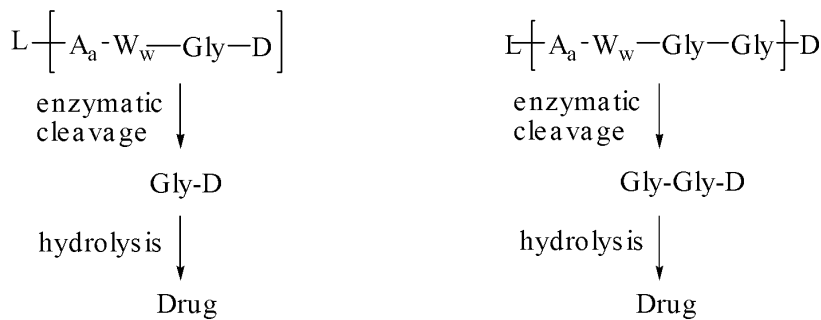 L–[Aa-Ww–Gly–D]
enzymatic
cleavage
Gly-D
hydrolysis
Drug
L–[Aa-Ww–Gly–Gly]–D
enzymatic
cleavage
Gly-Gly-D
hydrolysis
Drug